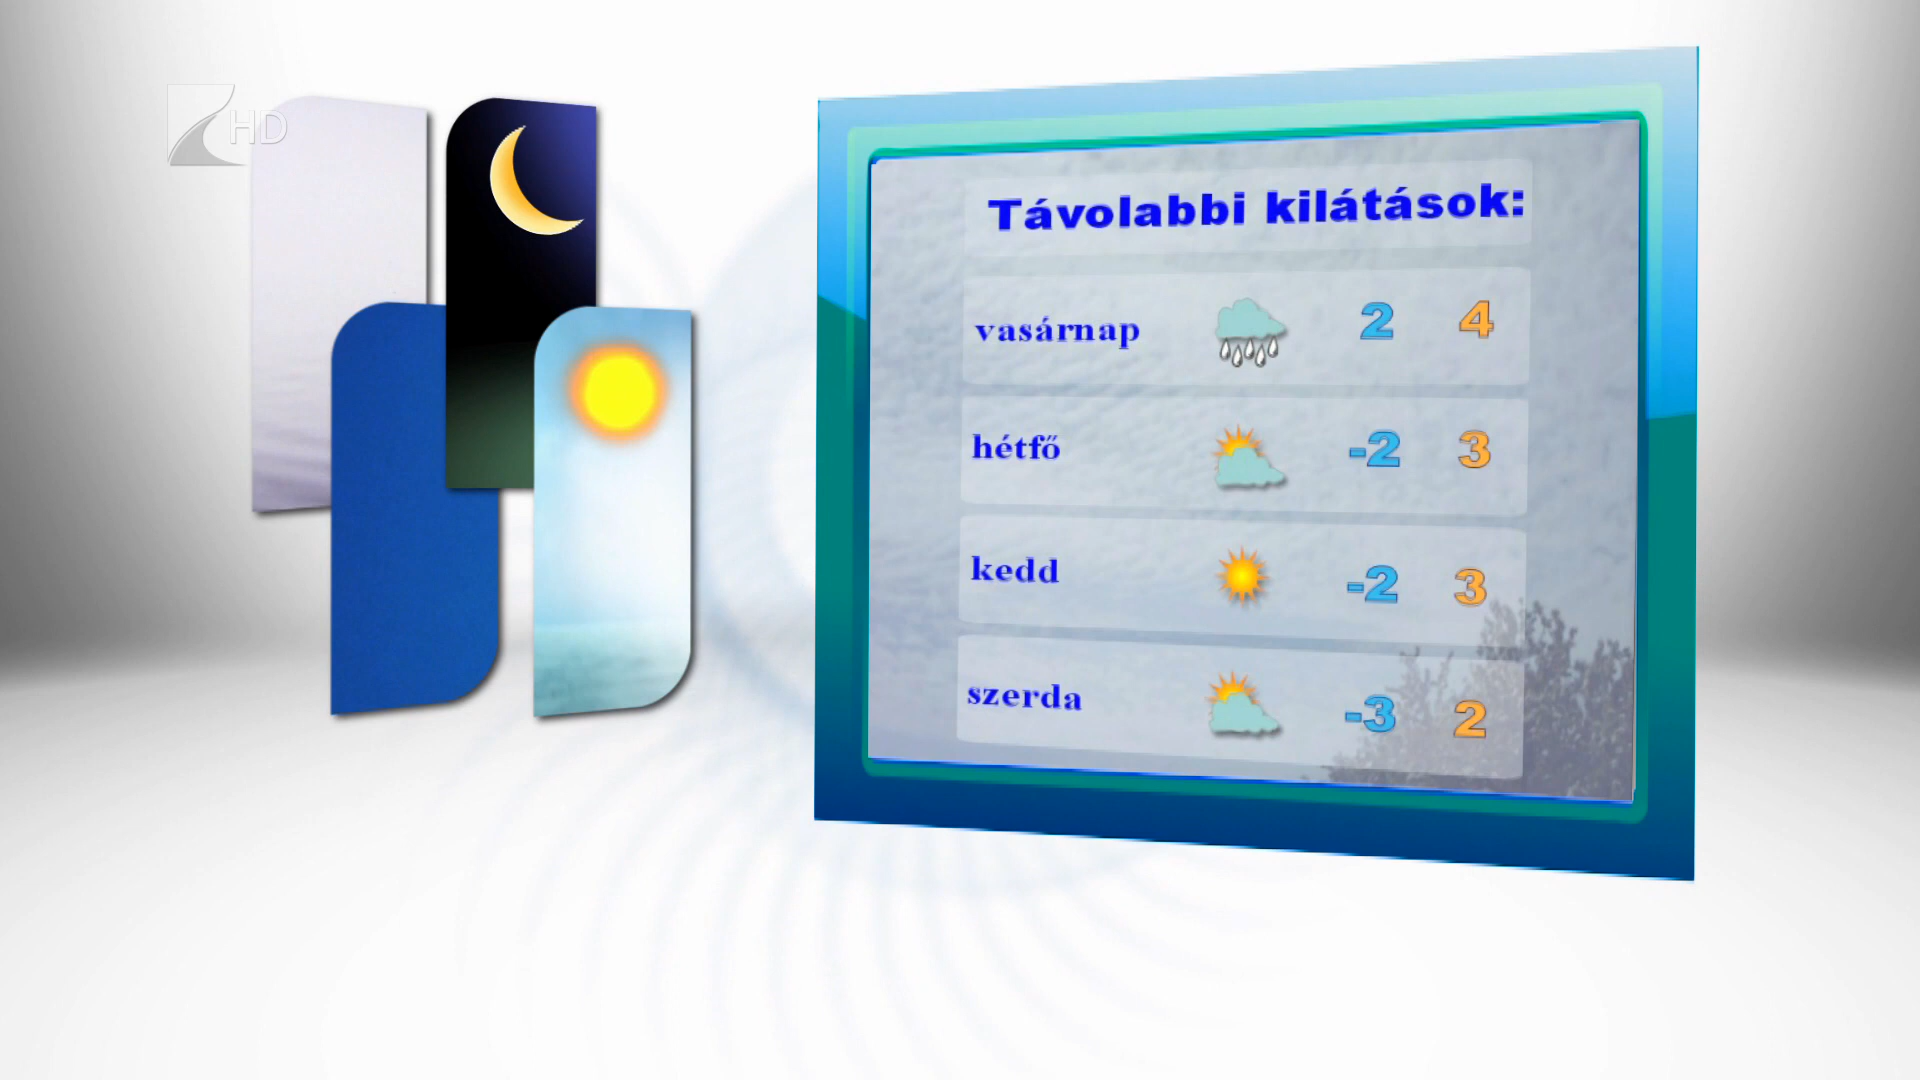 HD
Távolabbi kilátások:
vasárnap 2 4
hétfő -2 3
kedd -2 3
szerda -3 2